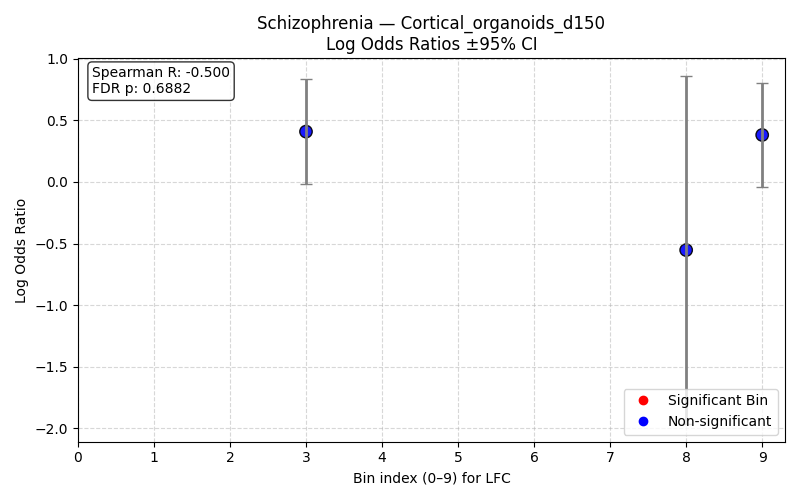 Schizophrenia — Cortical_organoids_d150
Log Odds Ratios ±95% CI
Spearman R: -0.500
FDR p: 0.6882
Log Odds Ratio
1.0
0.5
0.0
−0.5
−1.0
−1.5
−2.0
Significant Bin
Non-significant
0 1 2 3 4 5 6 7 8 9
Bin index (0–9) for LFC